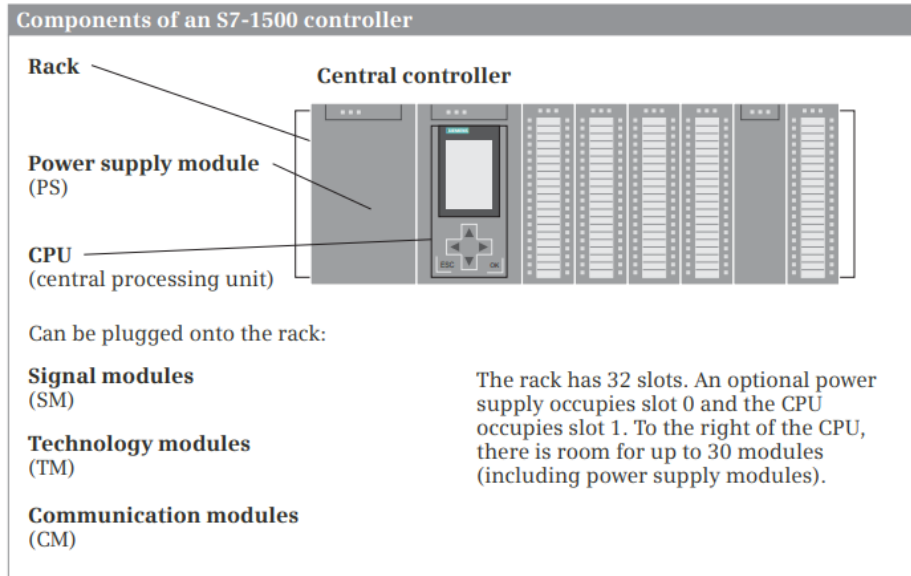 Components of an S7-1500 controller
Rack
Central controller
Power supply module
(PS)
SIEMENS
CPU
(central processing unit)
ESC
OK
Can be plugged onto the rack:
Signal modules
(SM)
Technology modules
(TM)
Communication modules
(CM)
The rack has 32 slots. An optional power
supply occupies slot 0 and the CPU
occupies slot 1. To the right of the CPU,
there is room for up to 30 modules
(including power supply modules).